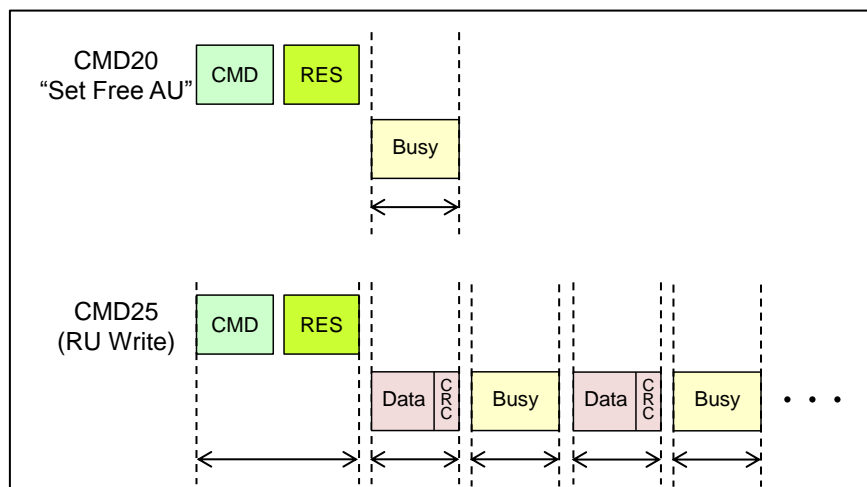 CMD20
“Set Free AU”
CMD
RES
Busy
CMD25
(RU Write)
CMD
RES
Data
CRC
Busy
Data
CRC
Busy
· · ·